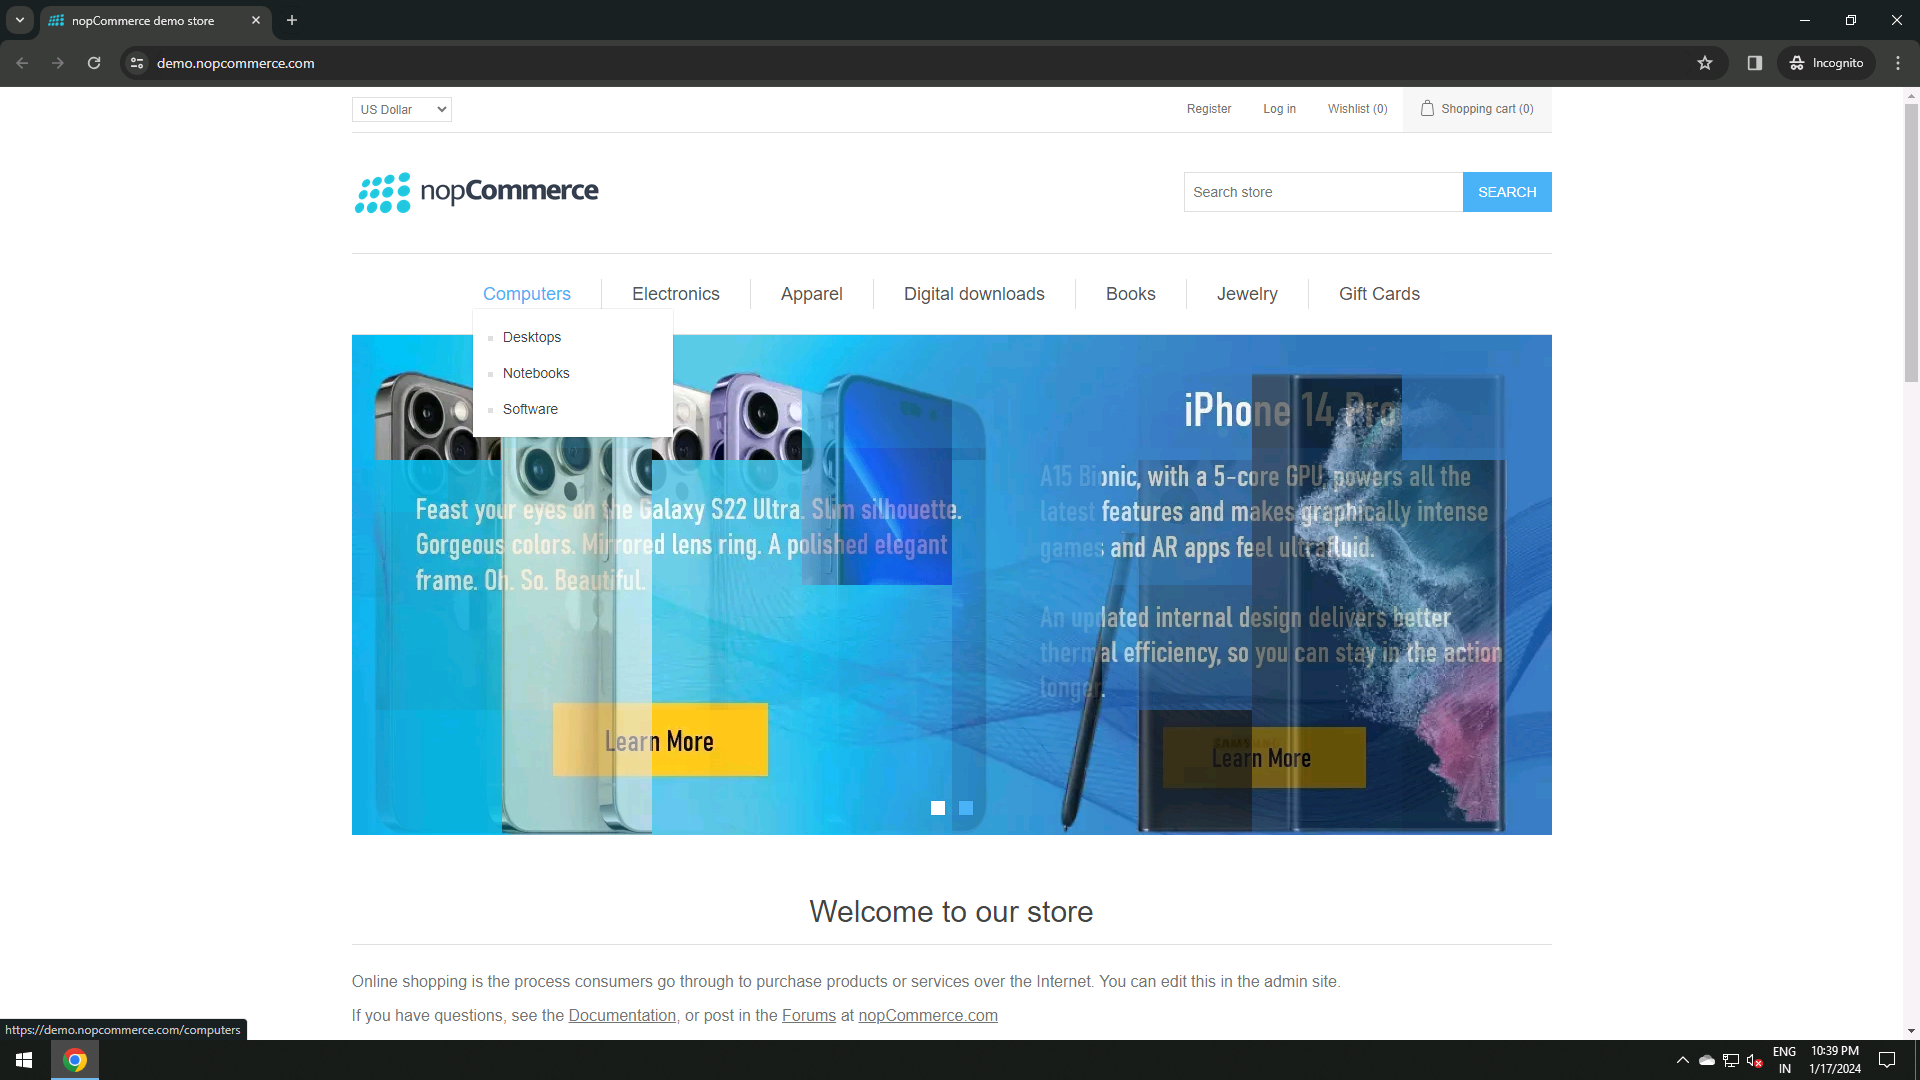 nopCommerce demo store
demo.nopcommerce.com
Incognito
US Dollar
Register
Log in
Wishlist (0)
Shopping cart (0)
nopCommerce
Search store
SEARCH
Computers
Electronics
Apparel
Digital downloads
Books
Jewelry
Gift Cards
Desktops
Notebooks
Software
iPhone 14 Pro
A15 Bionic, with a 5-core GPU, powers all the
latest features and makes graphically intense
games and AR apps feel ultrafluid.
An updated internal design delivers better
thermal efficiency, so you can stay in the action
longer.
Feast your eyes on the Galaxy S22 Ultra. Slim silhouette.
Gorgeous colors. Mirrored lens ring. A polished elegant
frame. Oh. So. Beautiful.
Learn More
SAMSUNG
Learn More
Welcome to our store
Online shopping is the process consumers go through to purchase products or services over the Internet. You can edit this in the admin site.
If you have questions, see the Documentation, or post in the Forums at nopCommerce.com
https://demo.nopcommerce.com/computers
ENG
IN
10:39 PM
1/17/2024